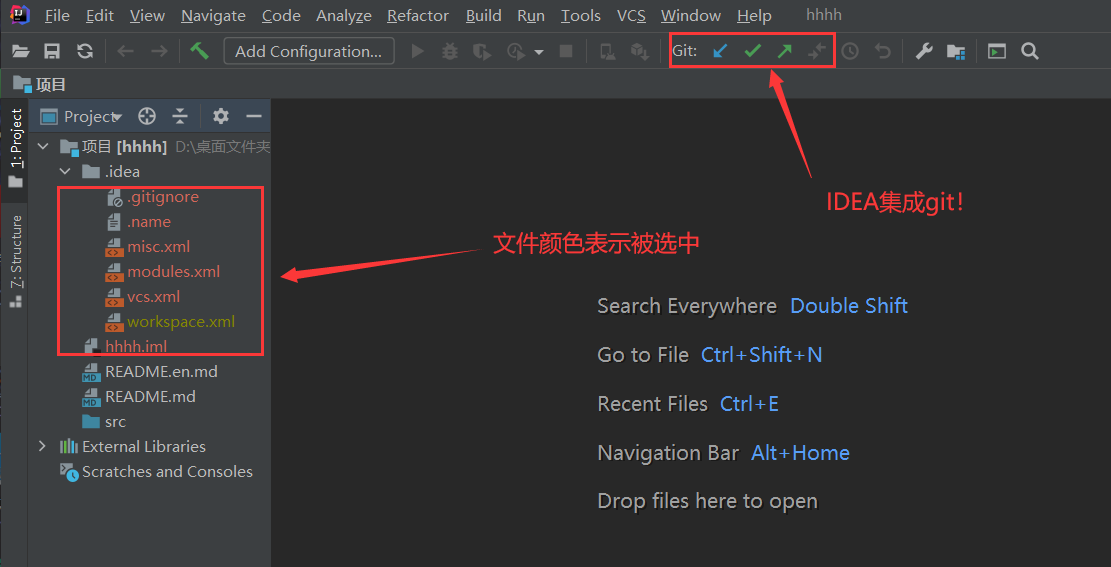 File Edit View Navigate Code Analyze Refactor Build Run Tools VCS Window Help hhhh
Add Configuration... Git:
项目
Project
项目 [hhhh] D:\桌面文件夹
.idea
.gitignore
.name
misc.xml
modules.xml
vcs.xml
workspace.xml
hhhh.iml
README.en.md
README.md
src
External Libraries
Scratches and Consoles
1: Project
7: Structure
IDEA集成git!
文件颜色表示被选中
Search Everywhere Double Shift
Go to File Ctrl+Shift+N
Recent Files Ctrl+E
Navigation Bar Alt+Home
Drop files here to open